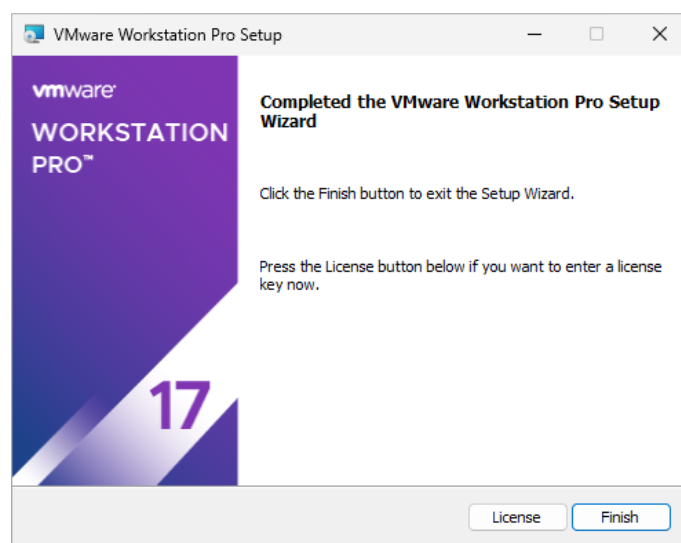 VMware Workstation Pro Setup
vmware®
WORKSTATION
PRO™
17
Completed the VMware Workstation Pro Setup
Wizard
Click the Finish button to exit the Setup Wizard.
Press the License button below if you want to enter a license
key now.
License
Finish